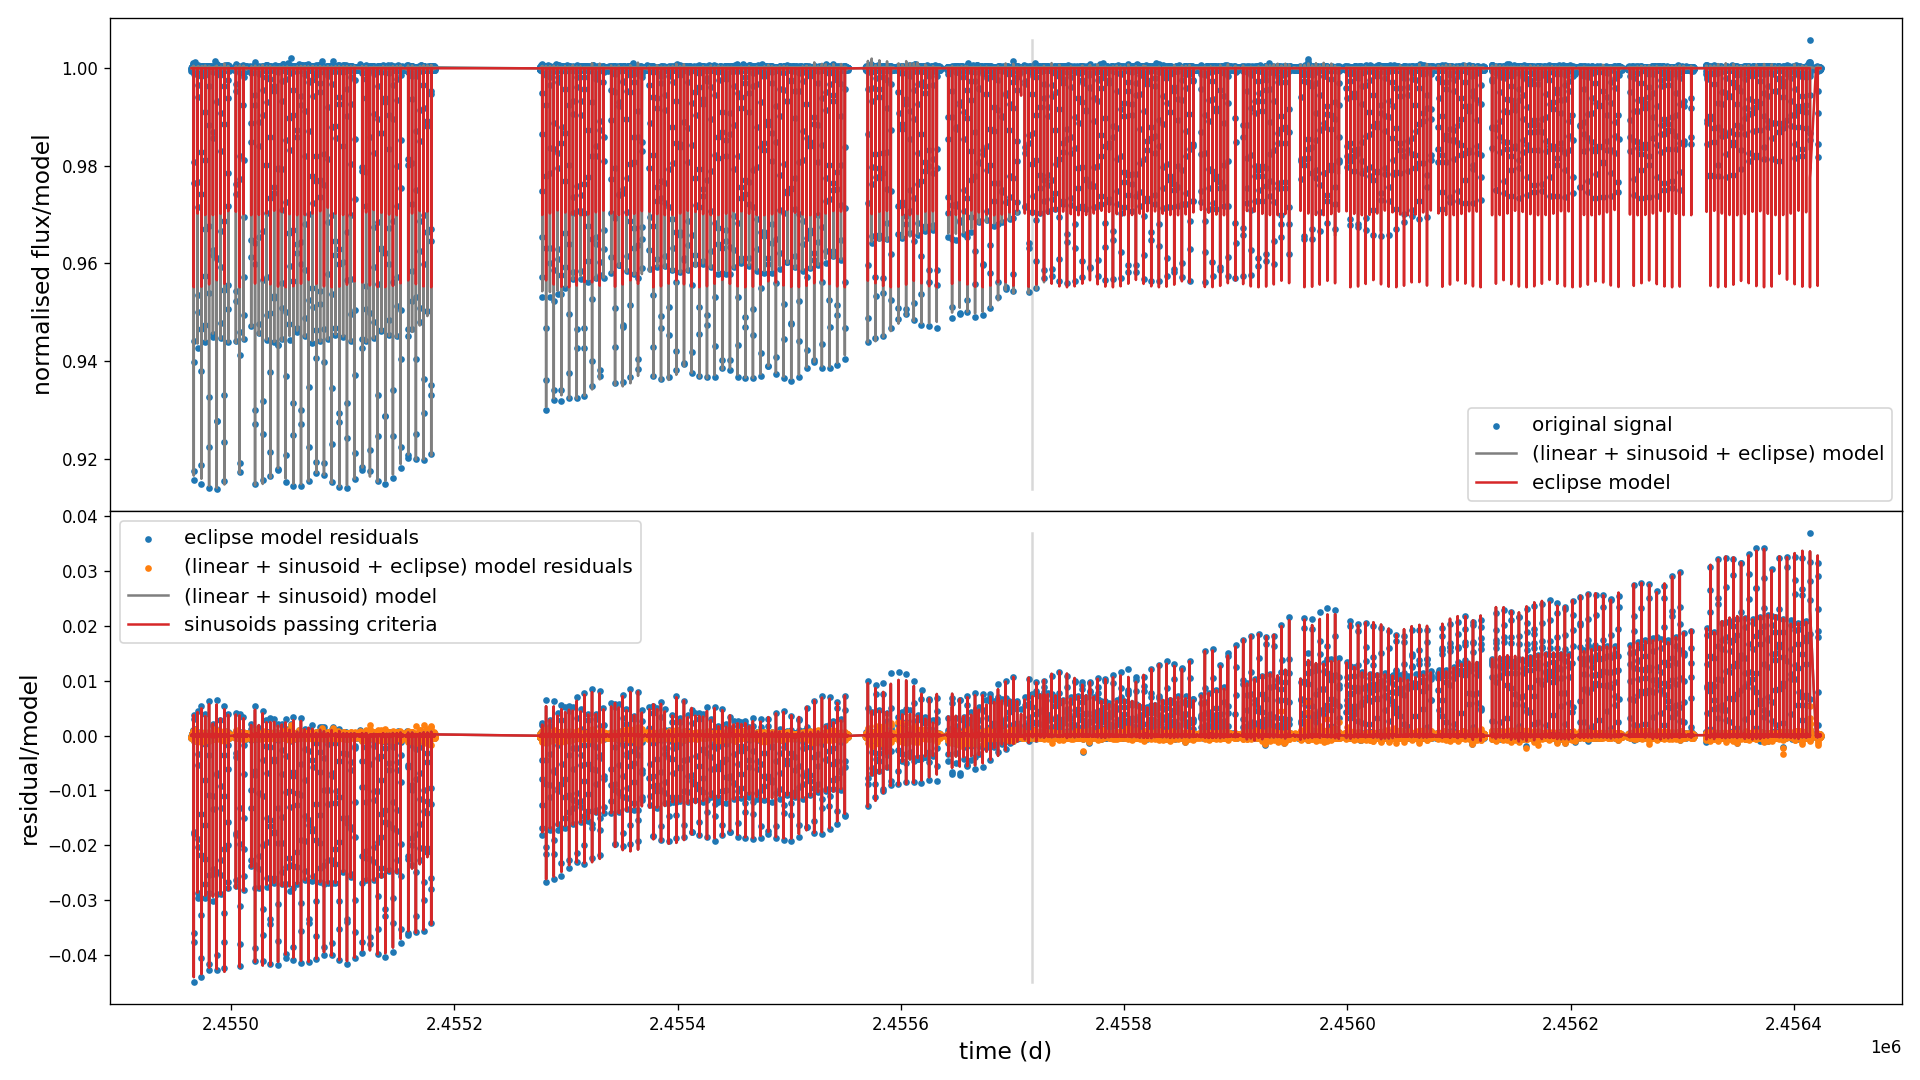 normalised flux/model
1.00
0.98
0.96
0.94
0.92
original signal
(linear + sinusoid + eclipse) model
eclipse model
residual/model
0.04
0.03
0.02
0.01
0.00
−0.01
−0.02
−0.03
−0.04
eclipse model residuals
(linear + sinusoid + eclipse) model residuals
(linear + sinusoid) model
sinusoids passing criteria
2.4550 2.4552 2.4554 2.4556 2.4558 2.4560 2.4562 2.4564
1e6
time (d)